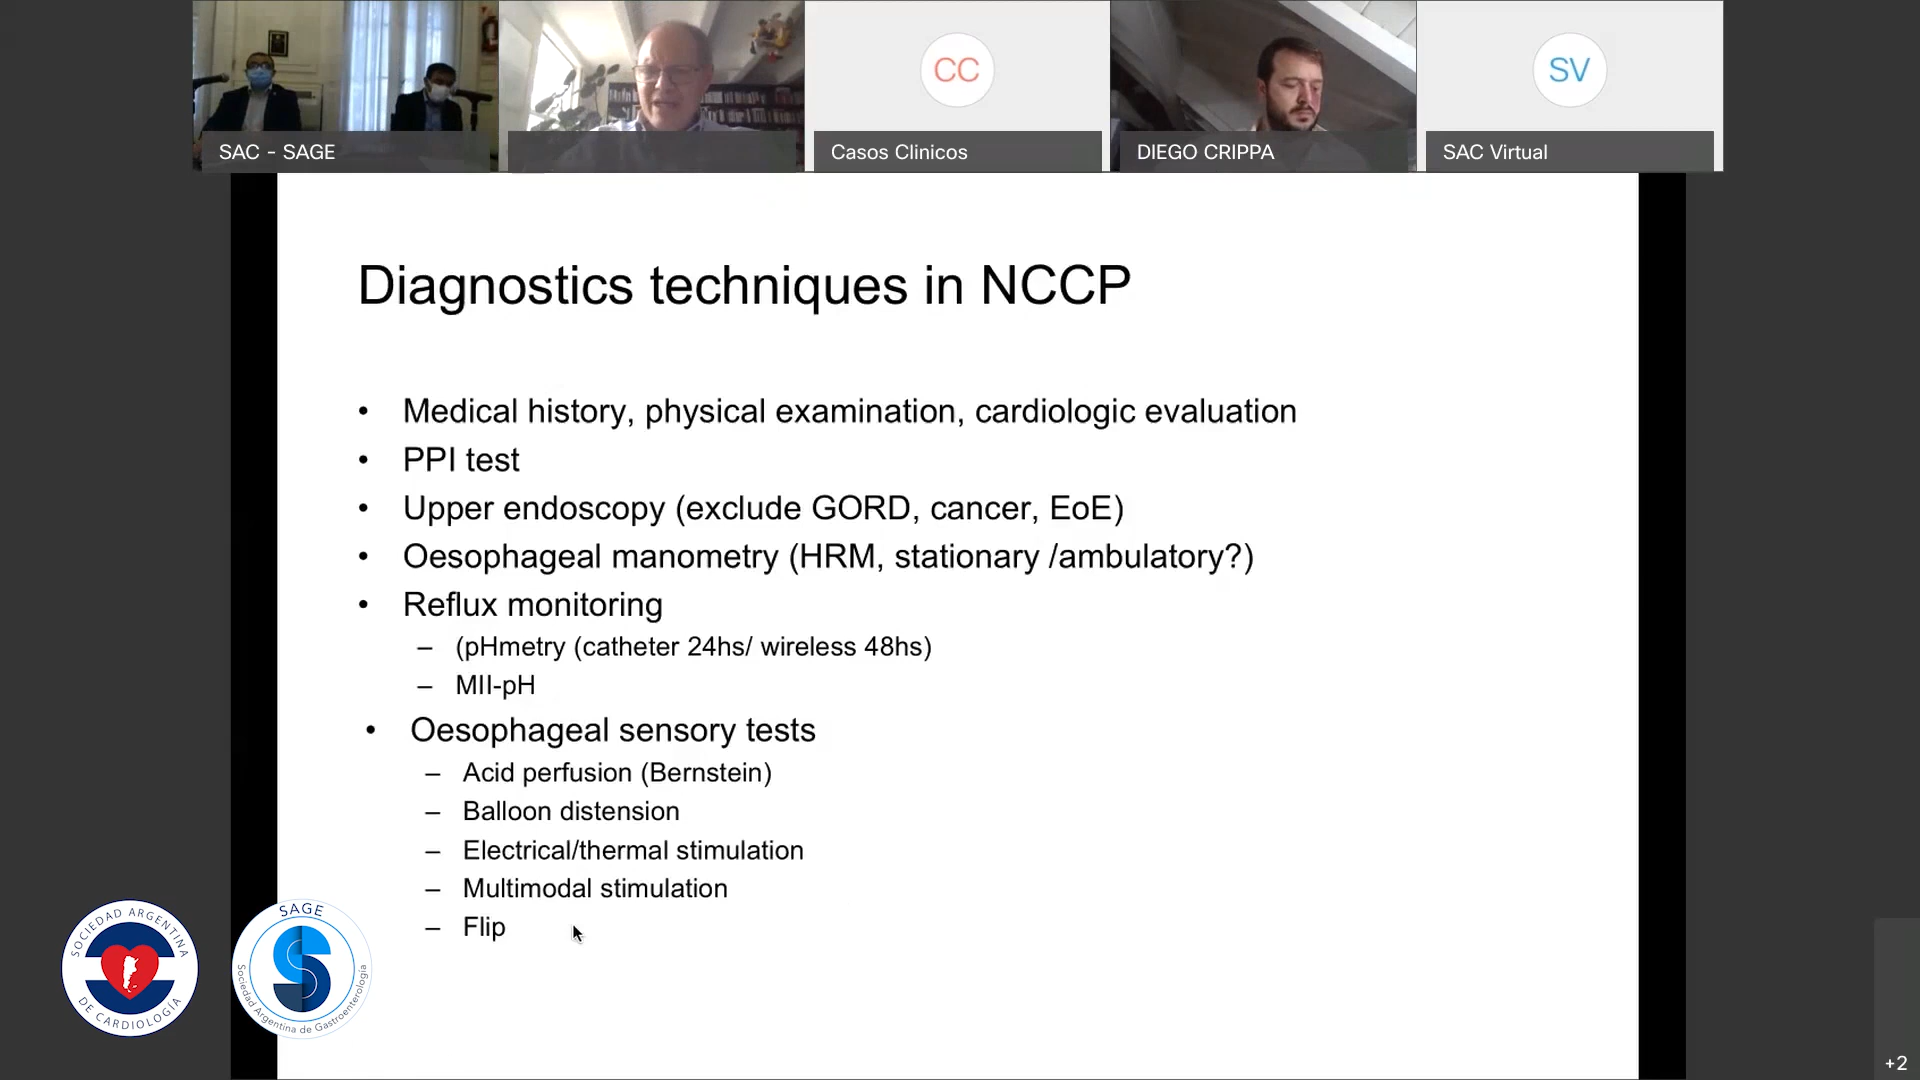 SAC - SAGE
CC
Casos Clinicos
DIEGO CRIPPA
SV
SAC Virtual
Diagnostics techniques in NCCP
• Medical history, physical examination, cardiologic evaluation
• PPI test
• Upper endoscopy (exclude GORD, cancer, EoE)
• Oesophageal manometry (HRM, stationary /ambulatory?)
• Reflux monitoring
– (pHmetry (catheter 24hs/ wireless 48hs)
– MII-pH
• Oesophageal sensory tests
– Acid perfusion (Bernstein)
– Balloon distension
– Electrical/thermal stimulation
– Multimodal stimulation
– Flip
SOCIEDAD ARGENTINA
DE CARDIOLOGÍA
SAGE
Sociedad Argentina de Gastroenterología
+2